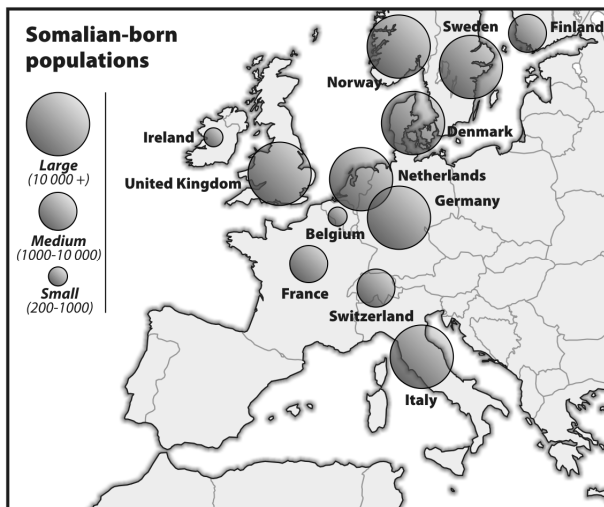 Somalian-born
populations
Large
(10 000 +)
Medium
(1000-10 000)
Small
(200-1000)
Sweden
Finland
Norway
Denmark
Ireland
United Kingdom
Netherlands
Germany
Belgium
France
Switzerland
Italy